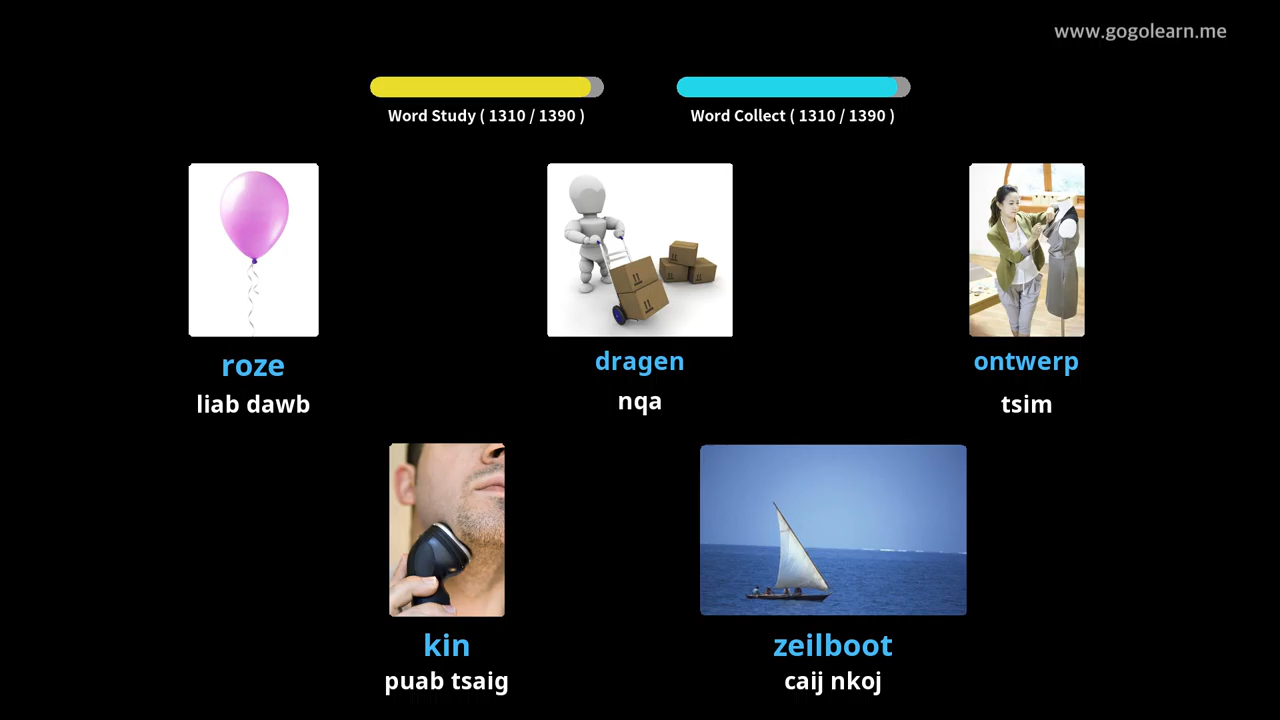 www.gogolearn.me
Word Study ( 1310 / 1390 )
Word Collect ( 1310 / 1390 )
roze
liab dawb
dragen
nqa
ontwerp
tsim
kin
puab tsaig
zeilboot
caij nkoj